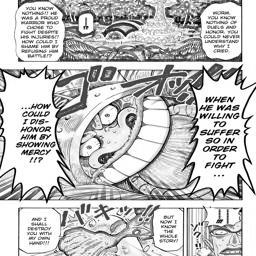 WORM,
YOU KNOW
NOTHING OF
DUELS AND
HONOR. YOU
COULD NEVER
UNDERSTAND
WHY I
CRIED.
YOU KNOW
NOTHING!! HE
WAS A PROUD
WARRIOR WHO
CHOSE TO
FIGHT DESPITE
HIS INJURIES!!
HOW COULD I
SHAME HIM BY
REFUSING HIM
BATTLE!?
WHEN
HE WAS
WILLING
TO
SUFFER
SO IN
ORDER
TO
FIGHT
...
...HOW
COULD
I DIS-
HONOR
HIM BY
SHOWING
MERCY
!!?
BUT NOW
I KNOW
THE
WHOLE
STORY!
AND I
SHALL
DESTROY
YOU WITH
MY OWN
HAND!!!